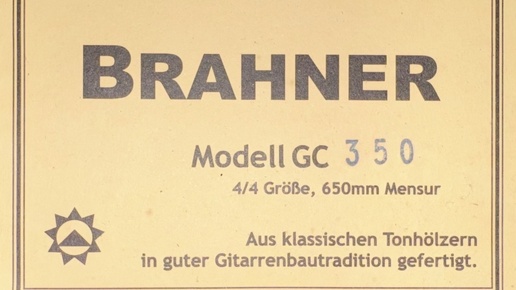 BRAHNER
Modell GC 350
4/4 Größe, 650mm Mensur
Aus klassischen Tonhölzern
in guter Gitarrenbautradition gefertigt.